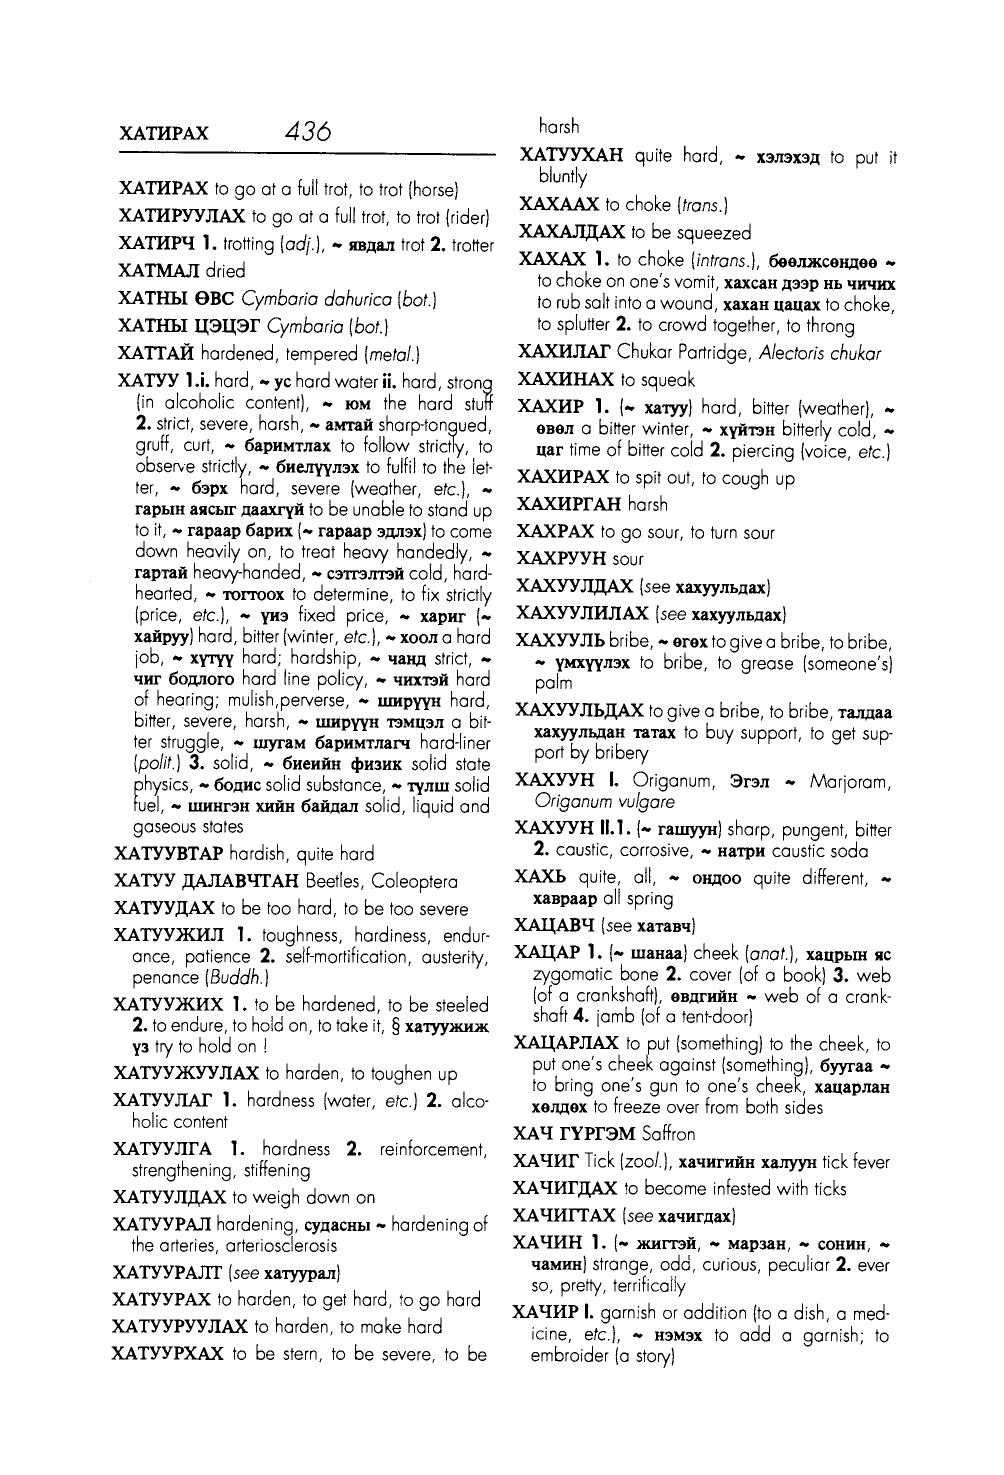 ХАТИРАХ 436
ХАТИРАХ to go at a full trot, to trot (horse)
ХАТИРУУЛАХ to go at a full trot, to trot (rider)
ХАТИРЧ 1. trotting (adj.), ~ явдал trot 2. trotter
ХАТМАЛ dried
ХАТНЫ ӨВС Cymbaria dahurica (bot.)
ХАТНЫ ЦЭЦЭГ Cymbaria (bot.)
ХАТТАЙ hardened, tempered (metal.)
ХАТУУ 1.i. hard, ~ ус hard water ii. hard, strong
(in alcoholic content), ~ юм the hard stuff
2. strict, severe, harsh, ~ амтай sharp-tongued,
gruff, curt, ~ баримтлах to follow strictly, to
observe strictly, ~ биелүүлэх to fulfil to the let-
ter, ~ бэрх hard, severe (weather, etc.), ~
гарын аясыг даахгүй to be unable to stand up
to it, ~ гараар барих (~ гараар эдлэх) to come
down heavily on, to treat heavy handedly, ~
гартай heavy-handed, ~ сэтгэлтэй cold, hard-
hearted, ~ тогтоох to determine, to fix strictly
(price, etc.), ~ үнэ fixed price, ~ хариг (~
хайруу) hard, bitter (winter, etc.), ~ хоол a hard
job, ~ хүтүү hard; hardship, ~ чанд strict, ~
чиг бодлого hard line policy, ~ чихтэй hard
of hearing; mulish,perverse, ~ ширүүн hard,
bitter, severe, harsh, ~ ширүүн тэмцэл a bit-
ter struggle, ~ шугам баримтлагч hard-liner
(polit.) 3. solid, ~ биеийн физик solid state
physics, ~ бодис solid substance, ~ түлш solid
fuel, ~ шингэн хийн байдал solid, liquid and
gaseous states
ХАТУУВТАР hardish, quite hard
ХАТУУ ДАЛАВЧТАН Beetles, Coleoptera
ХАТУУДАХ to be too hard, to be too severe
ХАТУУЖИЛ 1. toughness, hardiness, endur-
ance, patience 2. self-mortification, austerity,
penance (Buddh.)
ХАТУУЖИХ 1. to be hardened, to be steeled
2. to endure, to hold on, to take it, § хатуужиж
үз try to hold on !
ХАТУУЖУУЛАХ to harden, to toughen up
ХАТУУЛАГ 1. hardness (water, etc.) 2. alco-
holic content
ХАТУУЛГА 1. hardness 2. reinforcement,
strengthening, stiffening
ХАТУУЛДАХ to weigh down on
ХАТУУРАЛ hardening, судасны ~ hardening of
the arteries, arteriosclerosis
ХАТУУРАЛТ (see хатуурал)
ХАТУУРАХ to harden, to get hard, to go hard
ХАТУУРУУЛАХ to harden, to make hard
ХАТУУРХАХ to be stern, to be severe, to be
harsh
ХАТУУХАН quite hard, ~ хэлэхэд to put it
bluntly
ХАХААХ to choke (trans.)
ХАХАЛДАХ to be squeezed
ХАХАХ 1. to choke (intrans.), бөөлжсөндөө ~
to choke on one's vomit, хахсан дээр нь чичих
to rub salt into a wound, хахан цацах to choke,
to splutter 2. to crowd together, to throng
ХАХИЛАГ Chukar Partridge, Alectoris chukar
ХАХИНАХ to squeak
ХАХИР 1. (~ хатуу) hard, bitter (weather), ~
өвөл a bitter winter, ~ хүйтэн bitterly cold, ~
цаг time of bitter cold 2. piercing (voice, etc.)
ХАХИРАХ to spit out, to cough up
ХАХИРГАН harsh
ХАХРАХ to go sour, to turn sour
ХАХРУУН sour
ХАХУУЛДАХ (see хахуульдах)
ХАХУУЛИЛАХ (see хахуульдах)
ХАХУУЛЬ bribe, ~ өгөх to give a bribe, to bribe,
~ үмхүүлэх to bribe, to grease (someone's)
palm
ХАХУУЛЬДАХ to give a bribe, to bribe, талдаа
хахуульдан татах to buy support, to get sup-
port by bribery
ХАХУУН I. Origanum, Эгэл ~ Marjoram,
Origanum vulgare
ХАХУУН II.1. (~ гашуун) sharp, pungent, bitter
2. caustic, corrosive, ~ натри caustic soda
ХАХЬ quite, all, ~ ондоо quite different, ~
хавраар all spring
ХАЦАВЧ (see хатавч)
ХАЦАР 1. (~ шанаа) cheek (anat.), хацрын яс
zygomatic bone 2. cover (of a book) 3. web
(of a crankshaft), өвдгийн ~ web of a crank-
shaft 4. jamb (of a tent-door)
ХАЦАРЛАХ to put (something) to the cheek, to
put one's cheek against (something), буугаа ~
to bring one's gun to one's cheek, хацарлан
хөлдөх to freeze over from both sides
ХАЧ ГҮРГЭМ Saffron
ХАЧИГ Tick (zool.), хачигийн халуун tick fever
ХАЧИГДАХ to become infested with ticks
ХАЧИГТАХ (see хачигдах)
ХАЧИН 1. (~ жигтэй, ~ марзан, ~ сонин, ~
чамин) strange, odd, curious, peculiar 2. ever
so, pretty, terrifically
ХАЧИР I. garnish or addition (to a dish, a med-
icine, etc.), ~ нэмэх to add a garnish; to
embroider (a story)